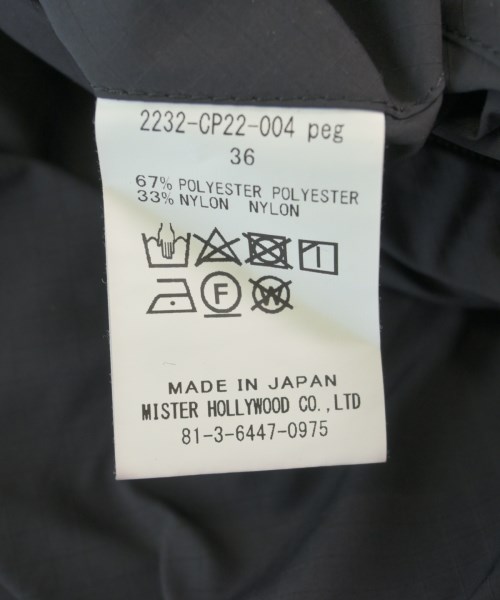 2232-CP22-004 peg
36
67% POLYESTER POLYESTER
33% NYLON NYLON
F
W
MADE IN JAPAN
MISTER HOLLYWOOD CO.,LTD
81-3-6447-0975